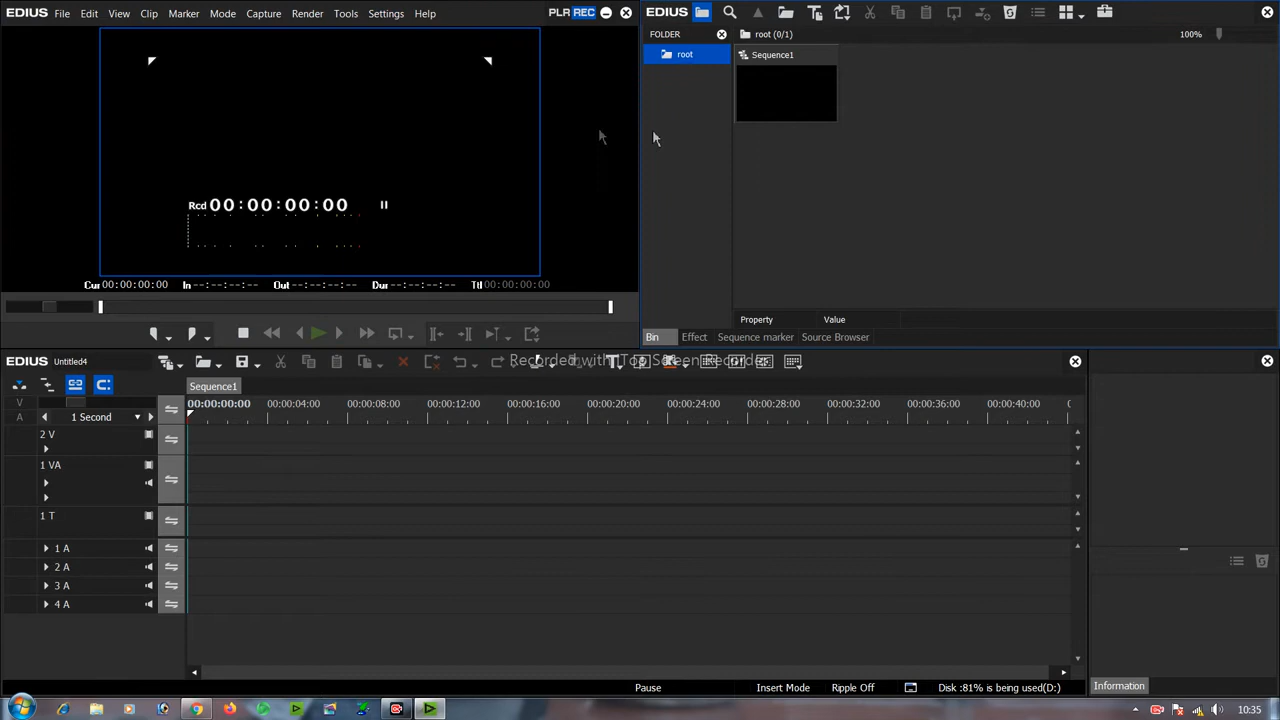 File Edit View Clip Marker Mode Capture Render Tools Settings Help
PLR REC
EDIUS
FOLDER
root (0/1)
100%
root
Sequence1
Rcd 00:00:00:00
Cur 00:00:00:00 In --:--:--:-- Out --:--:--:-- Dur --:--:--:-- Ttl 00:00:00:00
Property Value
Bin Effect Sequence marker Source Browser
EDIUS Untitled4
Sequence1
V
A
1 Second
00:00:00:00 00:00:04:00 00:00:08:00 00:00:12:00 00:00:16:00 00:00:20:00 00:00:24:00 00:00:28:00 00:00:32:00 00:00:36:00 00:00:40:00
2 V
1 VA
1 T
1 A
2 A
3 A
4 A
Pause Insert Mode Ripple Off Disk :81% is being used(D:)
Information
10:35